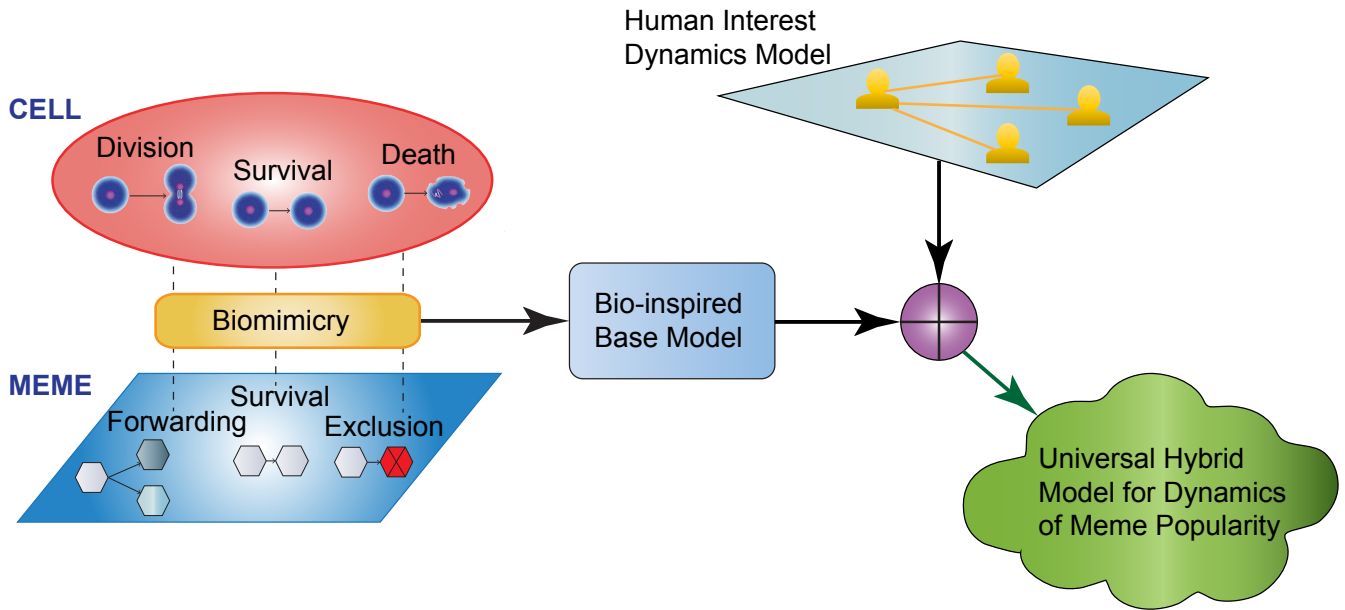 Human Interest
Dynamics Model
CELL
Division
Survival
Death
Biomimicry
Bio-inspired
Base Model
MEME
Forwarding
Survival
Exclusion
Universal Hybrid
Model for Dynamics
of Meme Popularity